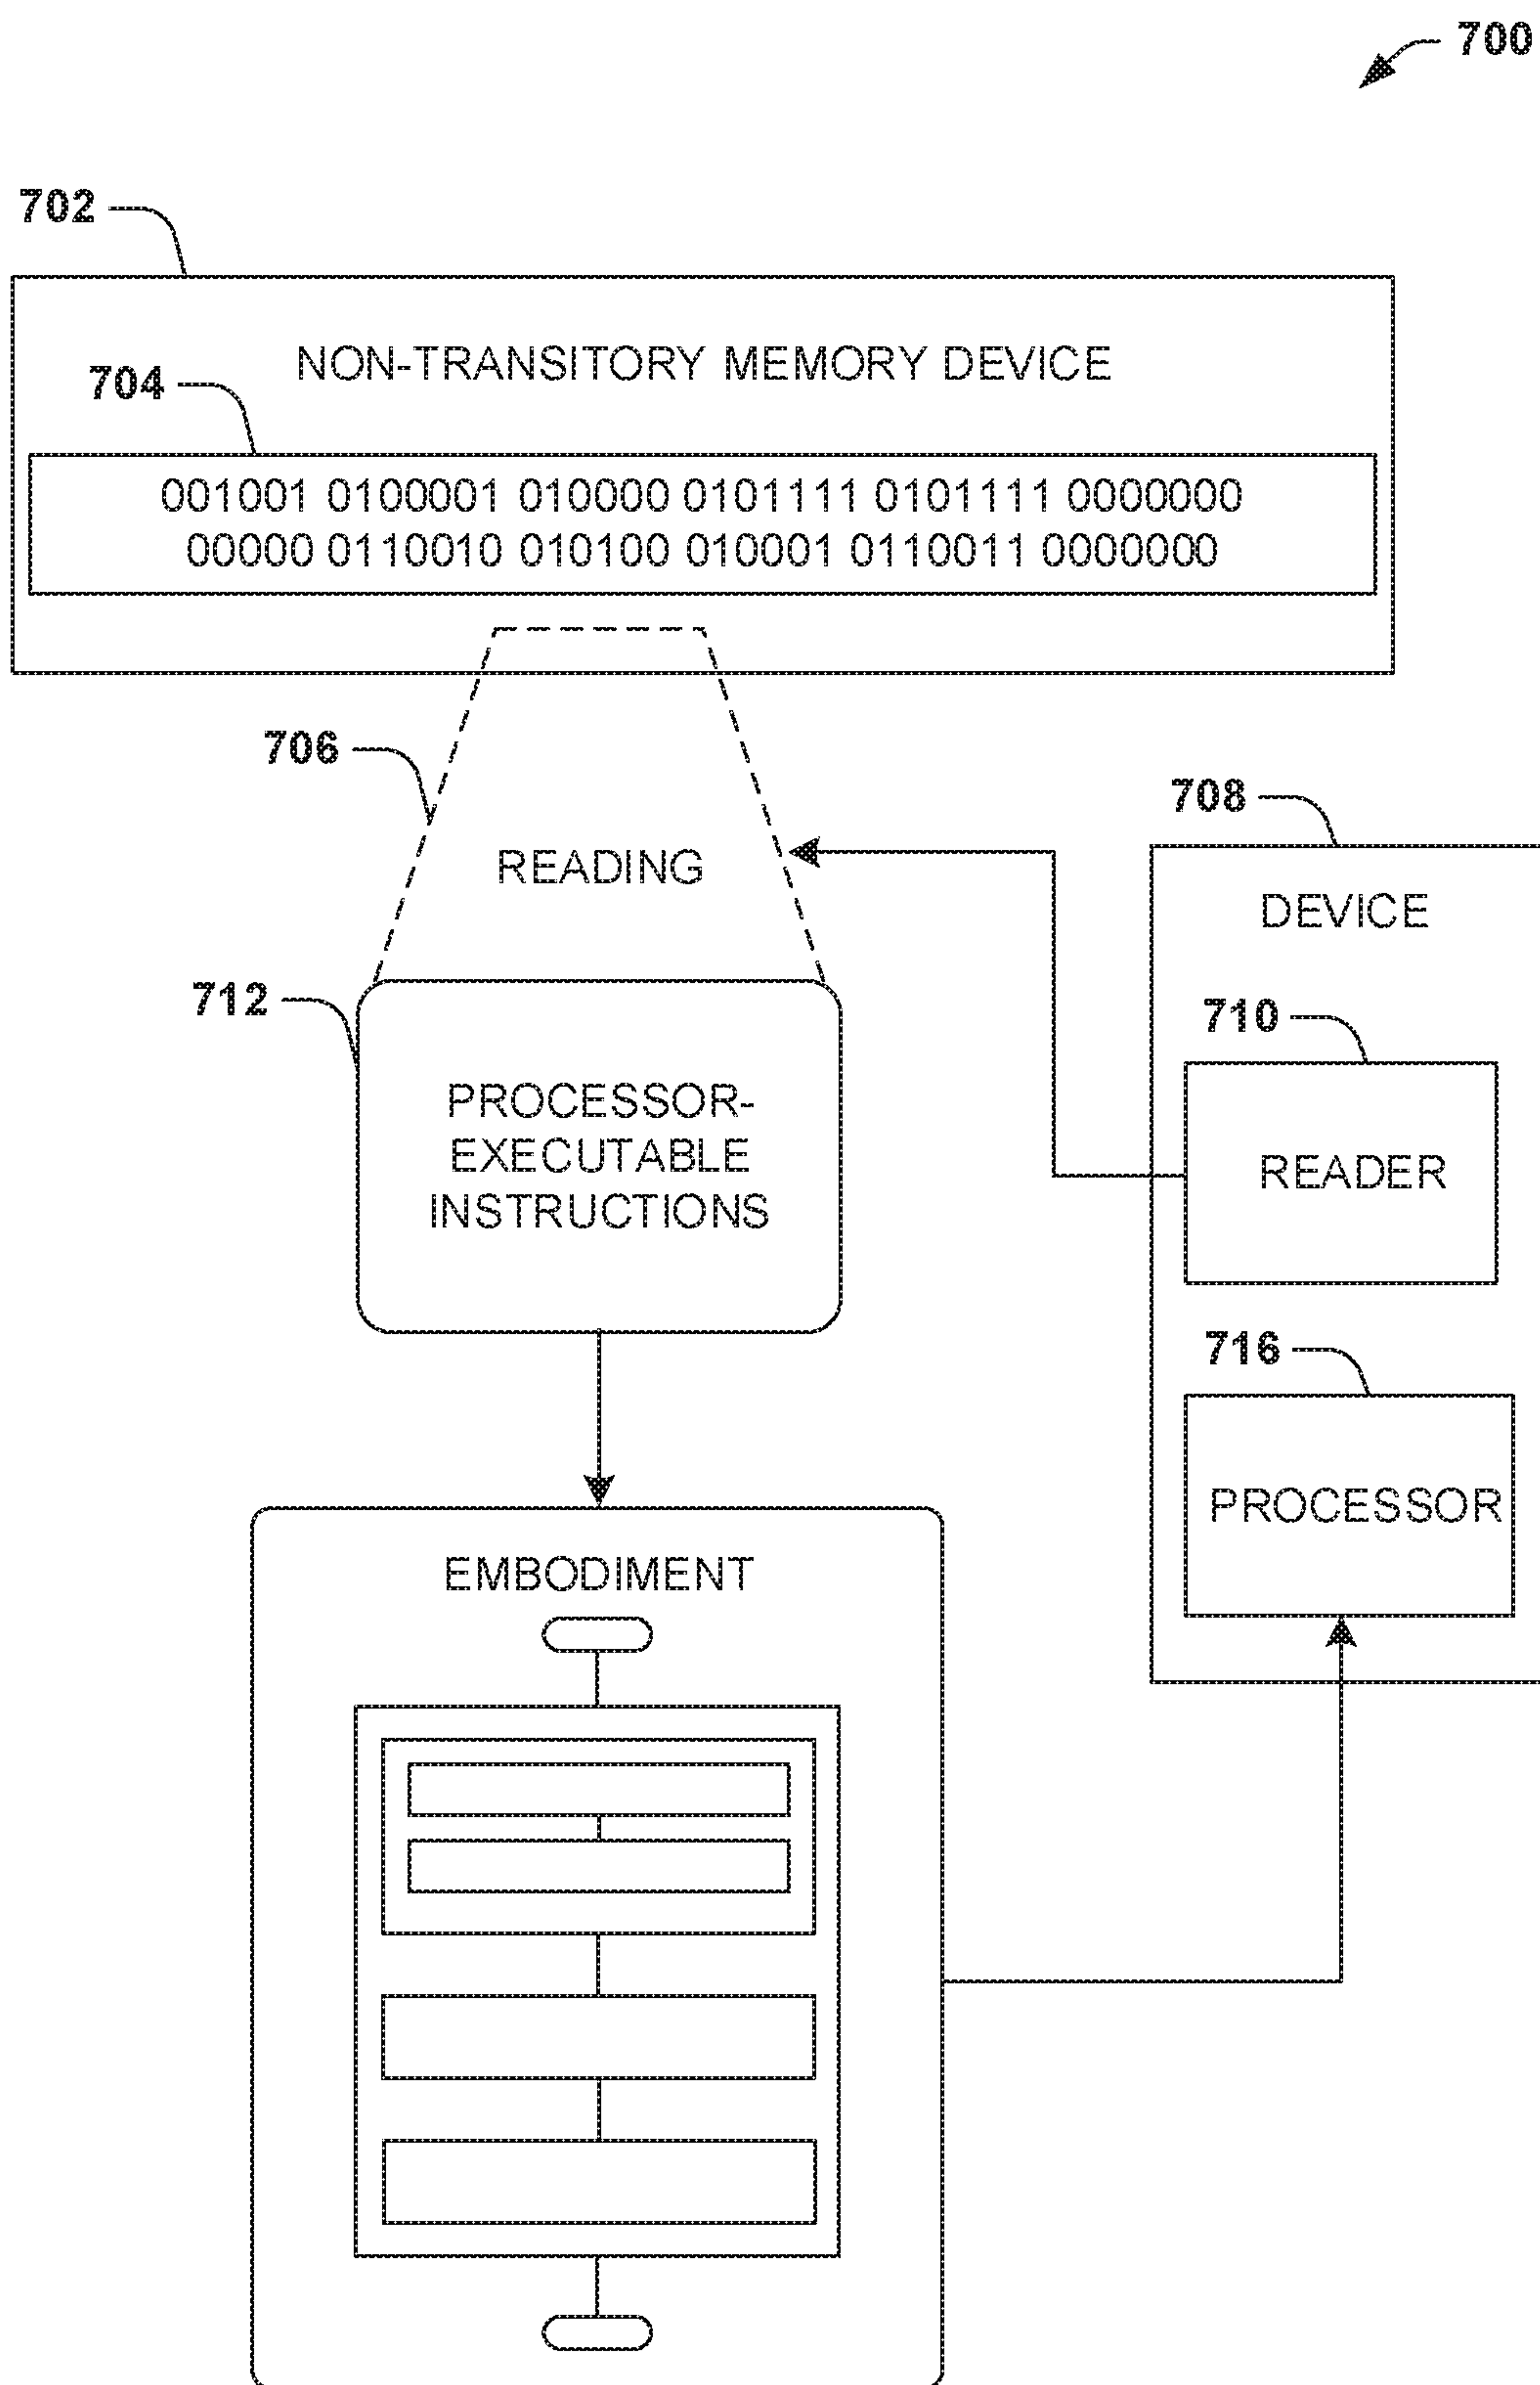 700
702
NON-TRANSITORY MEMORY DEVICE
704
001001 0100001 010000 0101111 0101111 0000000
00000 0110010 010100 010001 0110011 0000000
706
READING
708
DEVICE
710
READER
712
PROCESSOR-
EXECUTABLE
INSTRUCTIONS
716
PROCESSOR
EMBODIMENT